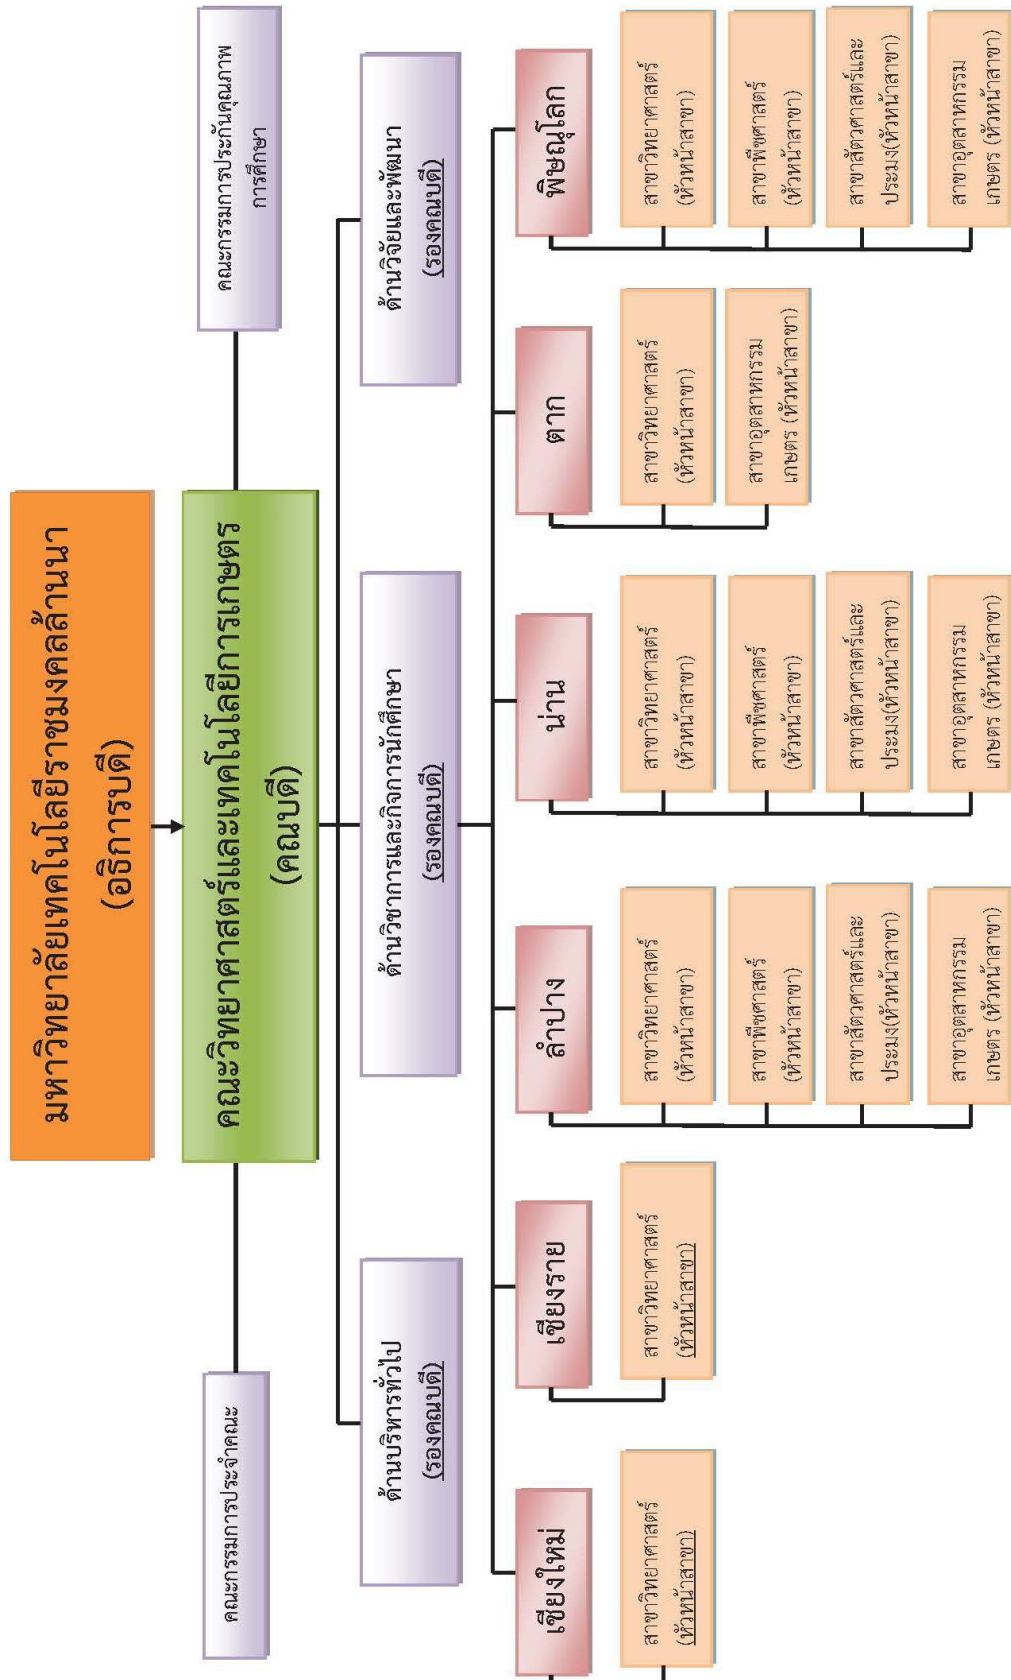 มหาวิทยาลัยเทคโนโลยีราชมงคลล้านนา
(อธิการบดี)
คณะกรรมการประจำคณะ
คณะวิทยาศาสตร์และเทคโนโลยีการเกษตร
(คณบดี)
คณะกรรมการประกันคุณภาพ
การศึกษา
ด้านบริหารทั่วไป
(รองคณบดี)
ด้านวิชาการและกิจการนักศึกษา
(รองคณบดี)
ด้านวิจัยและพัฒนา
(รองคณบดี)
เชียงใหม่
สาขาวิทยาศาสตร์
(หัวหน้าสาขา)
เชียงราย
สาขาวิทยาศาสตร์
(หัวหน้าสาขา)
ลำปาง
สาขาวิทยาศาสตร์
(หัวหน้าสาขา)
สาขาพืชศาสตร์
(หัวหน้าสาขา)
สาขาสัตวศาสตร์และ
ประมง(หัวหน้าสาขา)
สาขาอุตสาหกรรม
เกษตร (หัวหน้าสาขา)
น่าน
สาขาวิทยาศาสตร์
(หัวหน้าสาขา)
สาขาพืชศาสตร์
(หัวหน้าสาขา)
สาขาสัตวศาสตร์และ
ประมง(หัวหน้าสาขา)
สาขาอุตสาหกรรม
เกษตร (หัวหน้าสาขา)
ตาก
สาขาวิทยาศาสตร์
(หัวหน้าสาขา)
สาขาอุตสาหกรรม
เกษตร (หัวหน้าสาขา)
พิษณุโลก
สาขาวิทยาศาสตร์
(หัวหน้าสาขา)
สาขาพืชศาสตร์
(หัวหน้าสาขา)
สาขาสัตวศาสตร์และ
ประมง(หัวหน้าสาขา)
สาขาอุตสาหกรรม
เกษตร (หัวหน้าสาขา)